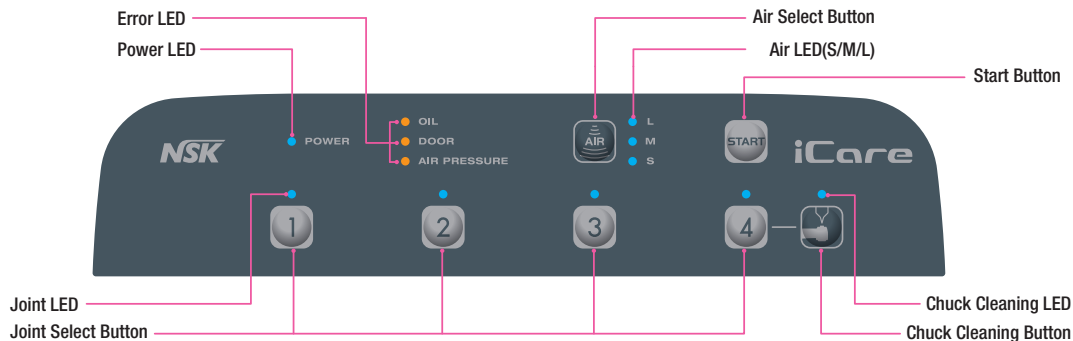 Error LED
Air Select Button
Power LED
Air LED(S/M/L)
Start Button
NSK
POWER
OIL
DOOR
AIR PRESSURE
AIR
L
M
S
START
iCare
1
2
3
4
Joint LED
Chuck Cleaning LED
Joint Select Button
Chuck Cleaning Button